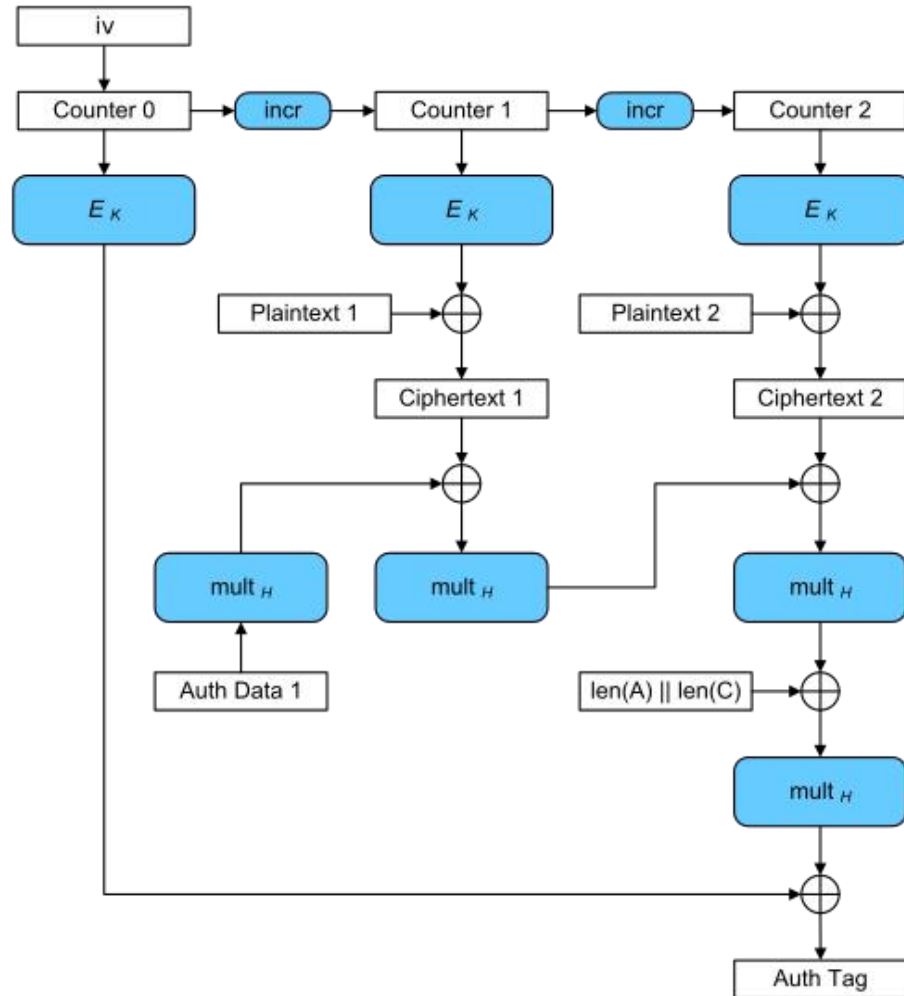 iv
Counter 0
incr
Counter 1
incr
Counter 2
E K
E K
E K
Plaintext 1
Plaintext 2
Ciphertext 1
Ciphertext 2
mult H
mult H
mult H
Auth Data 1
len(A) || len(C)
mult H
Auth Tag